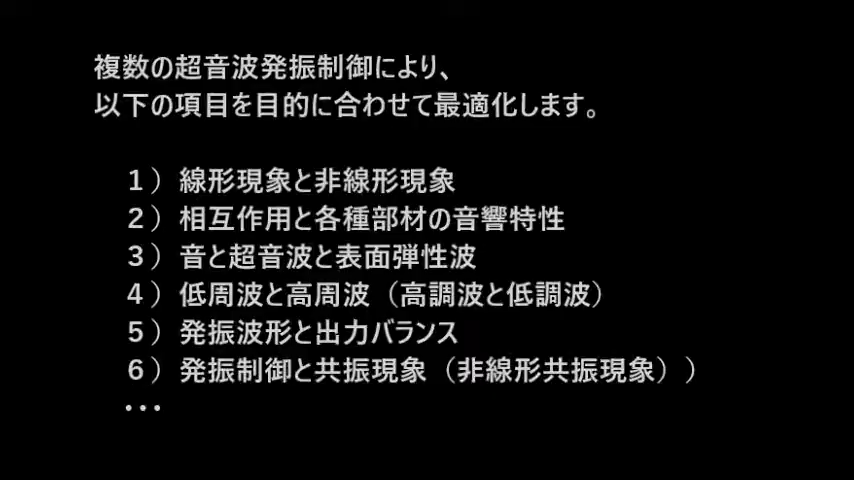 複数の超音波発振制御により、
以下の項目を目的に合わせて最適化します。
１）線形現象と非線形現象
２）相互作用と各種部材の音響特性
３）音と超音波と表面弾性波
４）低周波と高周波（高調波と低調波）
５）発振波形と出力バランス
６）発振制御と共振現象（非線形共振現象））
・・・